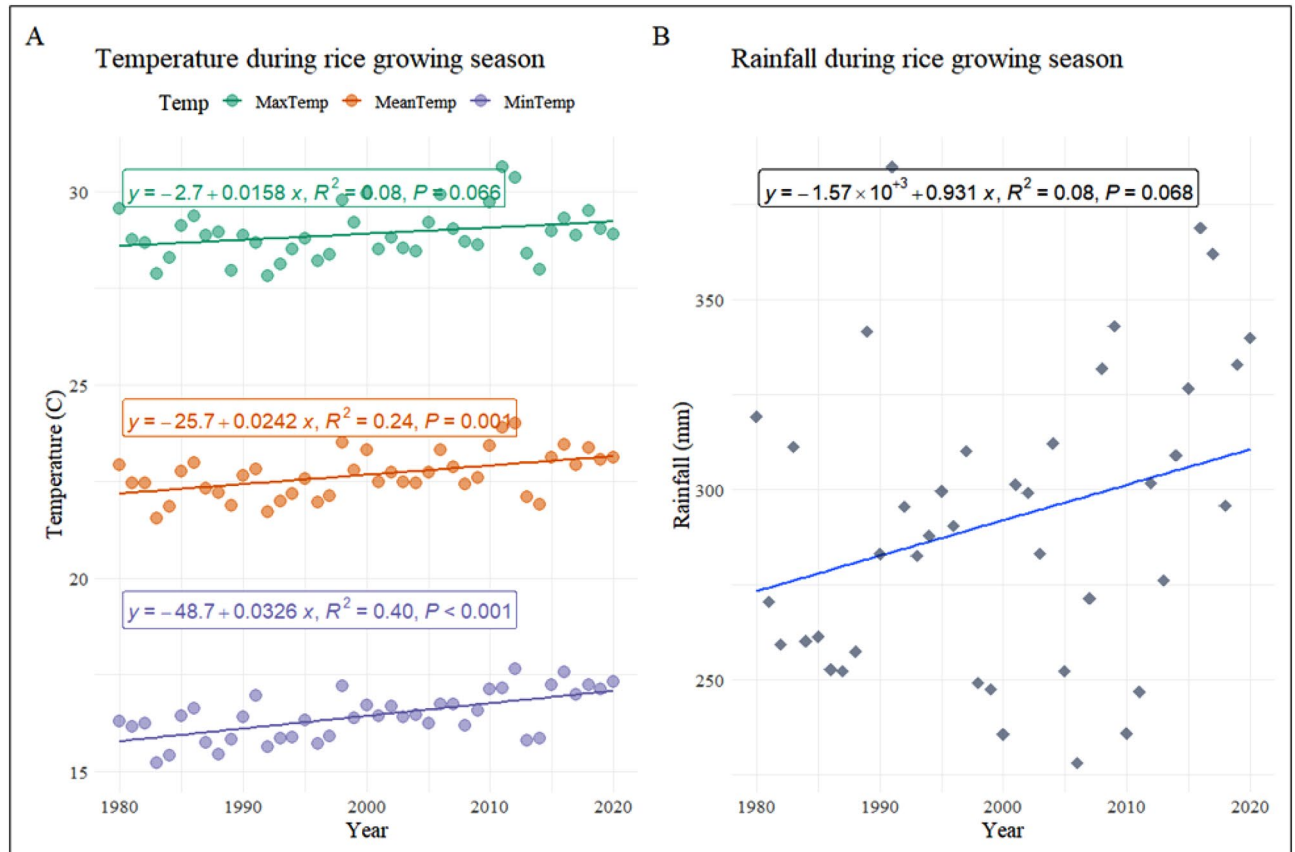 A
Temperature during rice growing season
Temp MaxTemp MeanTemp MinTemp
y = −2.7 + 0.0158 x, R² = 0.08, P = 0.066
y = −25.7 + 0.0242 x, R² = 0.24, P = 0.001
y = −48.7 + 0.0326 x, R² = 0.40, P < 0.001
Temperature (C)
30
25
20
15
1980 1990 2000 2010 2020
Year
B
Rainfall during rice growing season
y = −1.57 × 10⁺³ + 0.931 x, R² = 0.08, P = 0.068
Rainfall (mm)
350
300
250
1980 1990 2000 2010 2020
Year